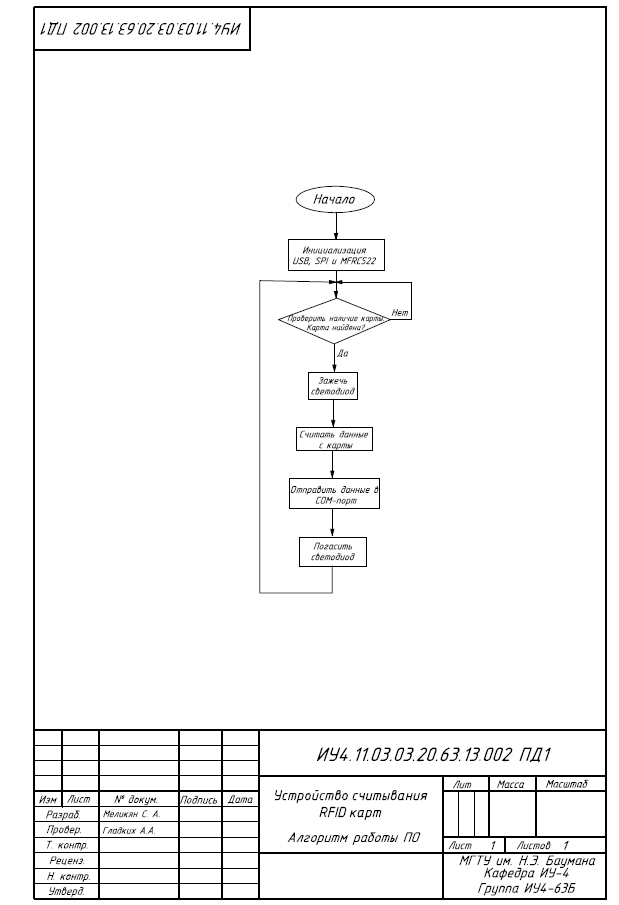 ИУ4.11.03.03.20.63.13.002 ПД1
Начало
Инициализация
USB, SPI и MFRC522
Проверить наличие карты.
Карта найдена?
Нет
Да
Зажечь
светодиод
Считать данные
с карты
Отправить данные в
COM-порт
Погасить
светодиод
ИУ4.11.03.03.20.63.13.002 ПД1
Изм Лист № докум. Подпись Дата
Разраб. Меликян С. А.
Провер. Гладких А.А.
Т. контр.
Реценз.
Н. контр.
Утверд.
Устройство считывания
RFID карт
Алгоритм работы ПО
Лит Масса Масштаб
Лист 1 Листов 1
МГТУ им. Н.Э. Баумана
Кафедра ИУ-4
Группа ИУ4-63Б